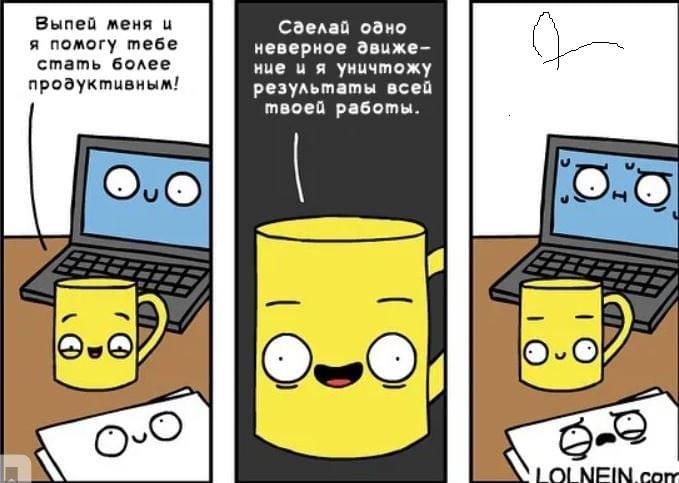 Выпей меня и
я помогу тебе
стать более
продуктивным!
Сделай одно
неверное движе-
ние и я уничтожу
результаты всей
твоей работы.
LOLNEIN.com